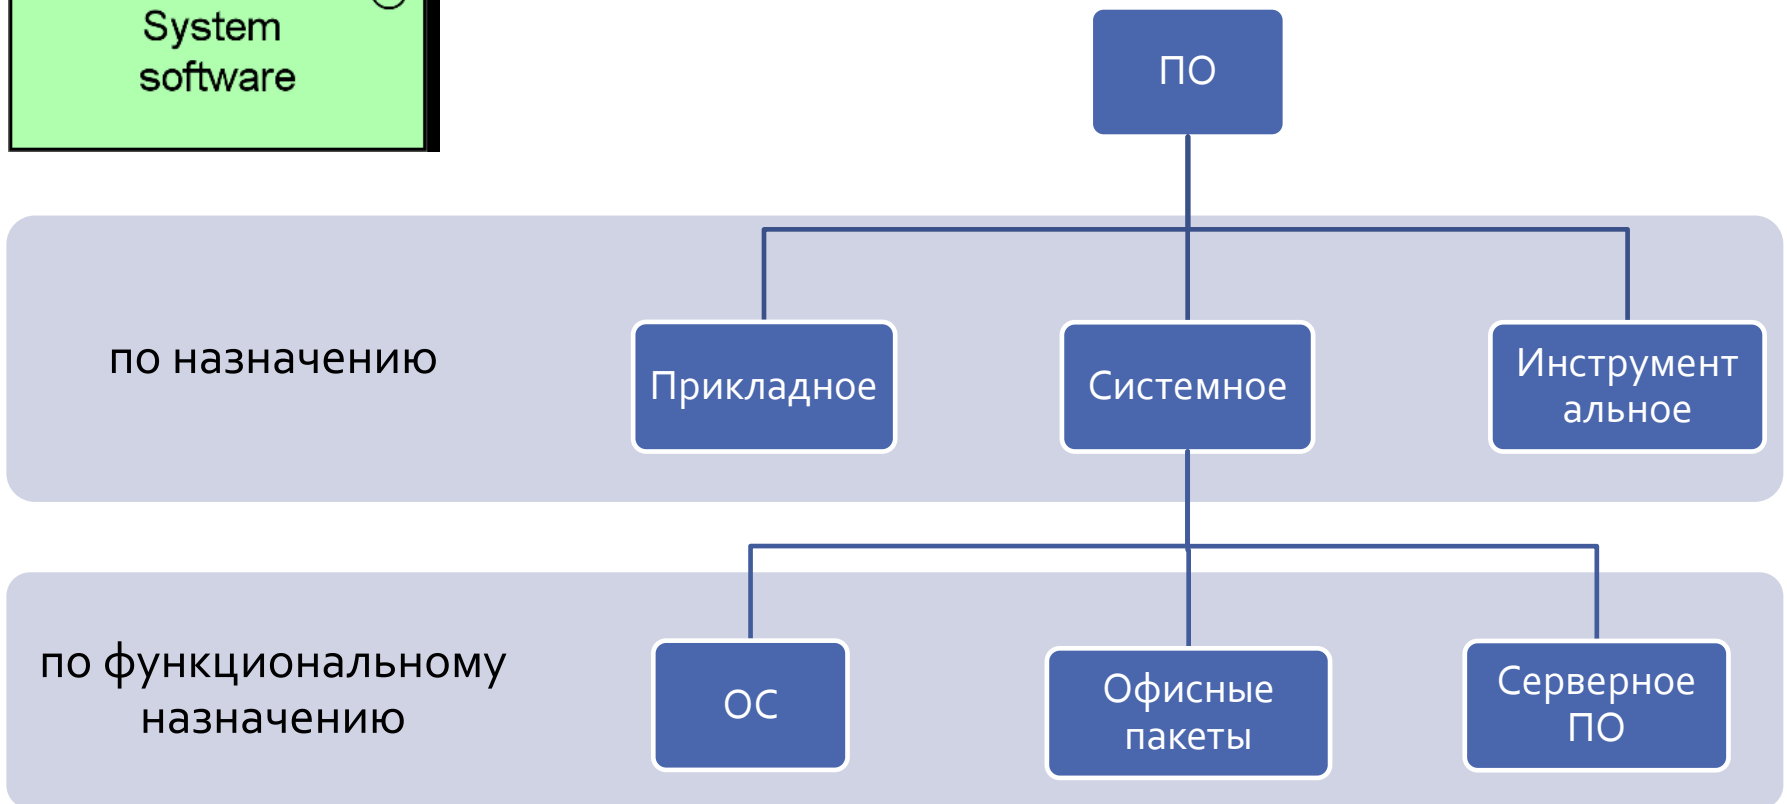 System
software
ПО
по назначению
Прикладное
Системное
Инструмент
альное
по функциональному
назначению
ОС
Офисные
пакеты
Серверное
ПО